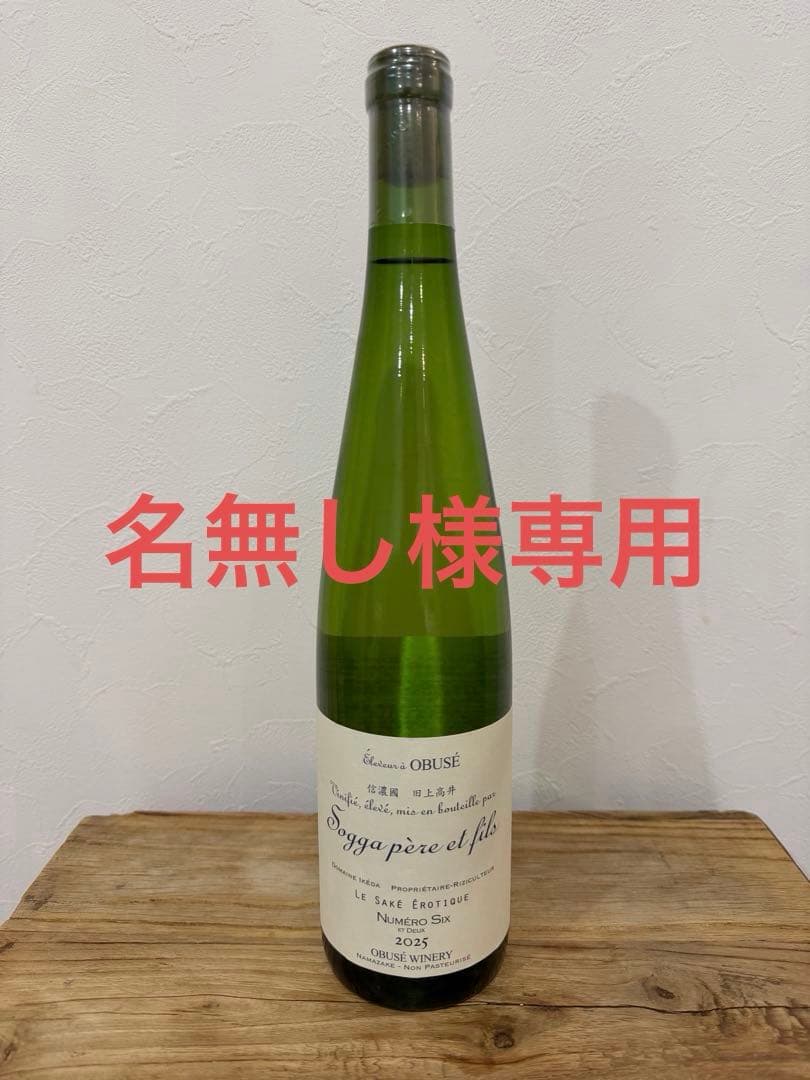 名無し様専用
Éleveur à OBUSÉ
信濃國 旧上高井
Vinifié, élevé, mis en bouteille par
Sogga père et fils
DOMAINE IKÉDA PROPRIÉTAIRE-RIZICULTEUR
LE SAKÉ ÉROTIQUE
NUMÉRO SIX
ET DEUX
2025
OBUSÉ WINERY
NAMAZAKE - NON PASTEURISÉ